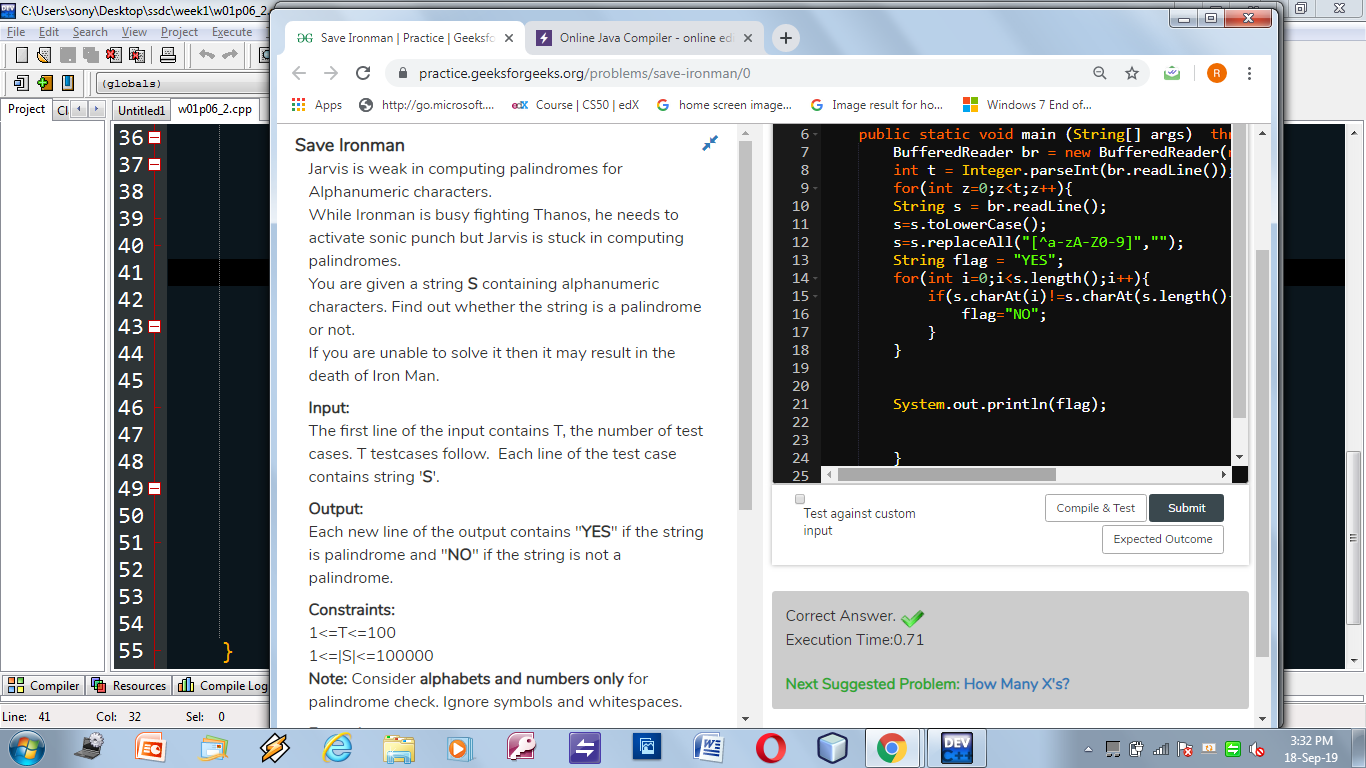 C:\Users\sony\Desktop\ssdc\week1\w01p06_2
File Edit Search View Project Execute
(globals)
Project Cl Untitled1 w01p06_2.cpp
36
37
38
39
40
41
42
43
44
45
46
47
48
49
50
51
52
53
54
55 }
Compiler Resources Compile Log
Line: 41 Col: 32 Sel: 0
Save Ironman | Practice | Geeksfo
Online Java Compiler - online edi
practice.geeksforgeeks.org/problems/save-ironman/0
R
Apps http://go.microsoft.... edX Course | CS50 | edX G home screen image... G Image result for ho... Windows 7 End of...
Save Ironman
Jarvis is weak in computing palindromes for
Alphanumeric characters.
While Ironman is busy fighting Thanos, he needs to
activate sonic punch but Jarvis is stuck in computing
palindromes.
You are given a string S containing alphanumeric
characters. Find out whether the string is a palindrome
or not.
If you are unable to solve it then it may result in the
death of Iron Man.
Input:
The first line of the input contains T, the number of test
cases. T testcases follow. Each line of the test case
contains string 'S'.
Output:
Each new line of the output contains "YES" if the string
is palindrome and "NO" if the string is not a
palindrome.
Constraints:
1<=T<=100
1<=|S|<=100000
Note: Consider alphabets and numbers only for
palindrome check. Ignore symbols and whitespaces.
6 public static void main (String[] args) thr
7 BufferedReader br = new BufferedReader(
8 int t = Integer.parseInt(br.readLine());
9 for(int z=0;z<t;z++){
10 String s = br.readLine();
11 s=s.toLowerCase();
12 s=s.replaceAll("[^a-zA-Z0-9]","");
13 String flag = "YES";
14 for(int i=0;i<s.length();i++){
15 if(s.charAt(i)!=s.charAt(s.length()-
16 flag="NO";
17 }
18 }
19
20
21 System.out.println(flag);
22
23
24 }
25
Test against custom
input
Compile & Test
Submit
Expected Outcome
Correct Answer.
Execution Time:0.71
Next Suggested Problem: How Many X's?
DEV C++
3:32 PM
18-Sep-19